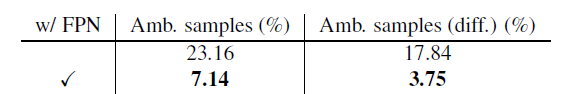 w/ FPN Amb. samples (%) Amb. samples (diff.) (%)
23.16 17.84
✓ 7.14 3.75